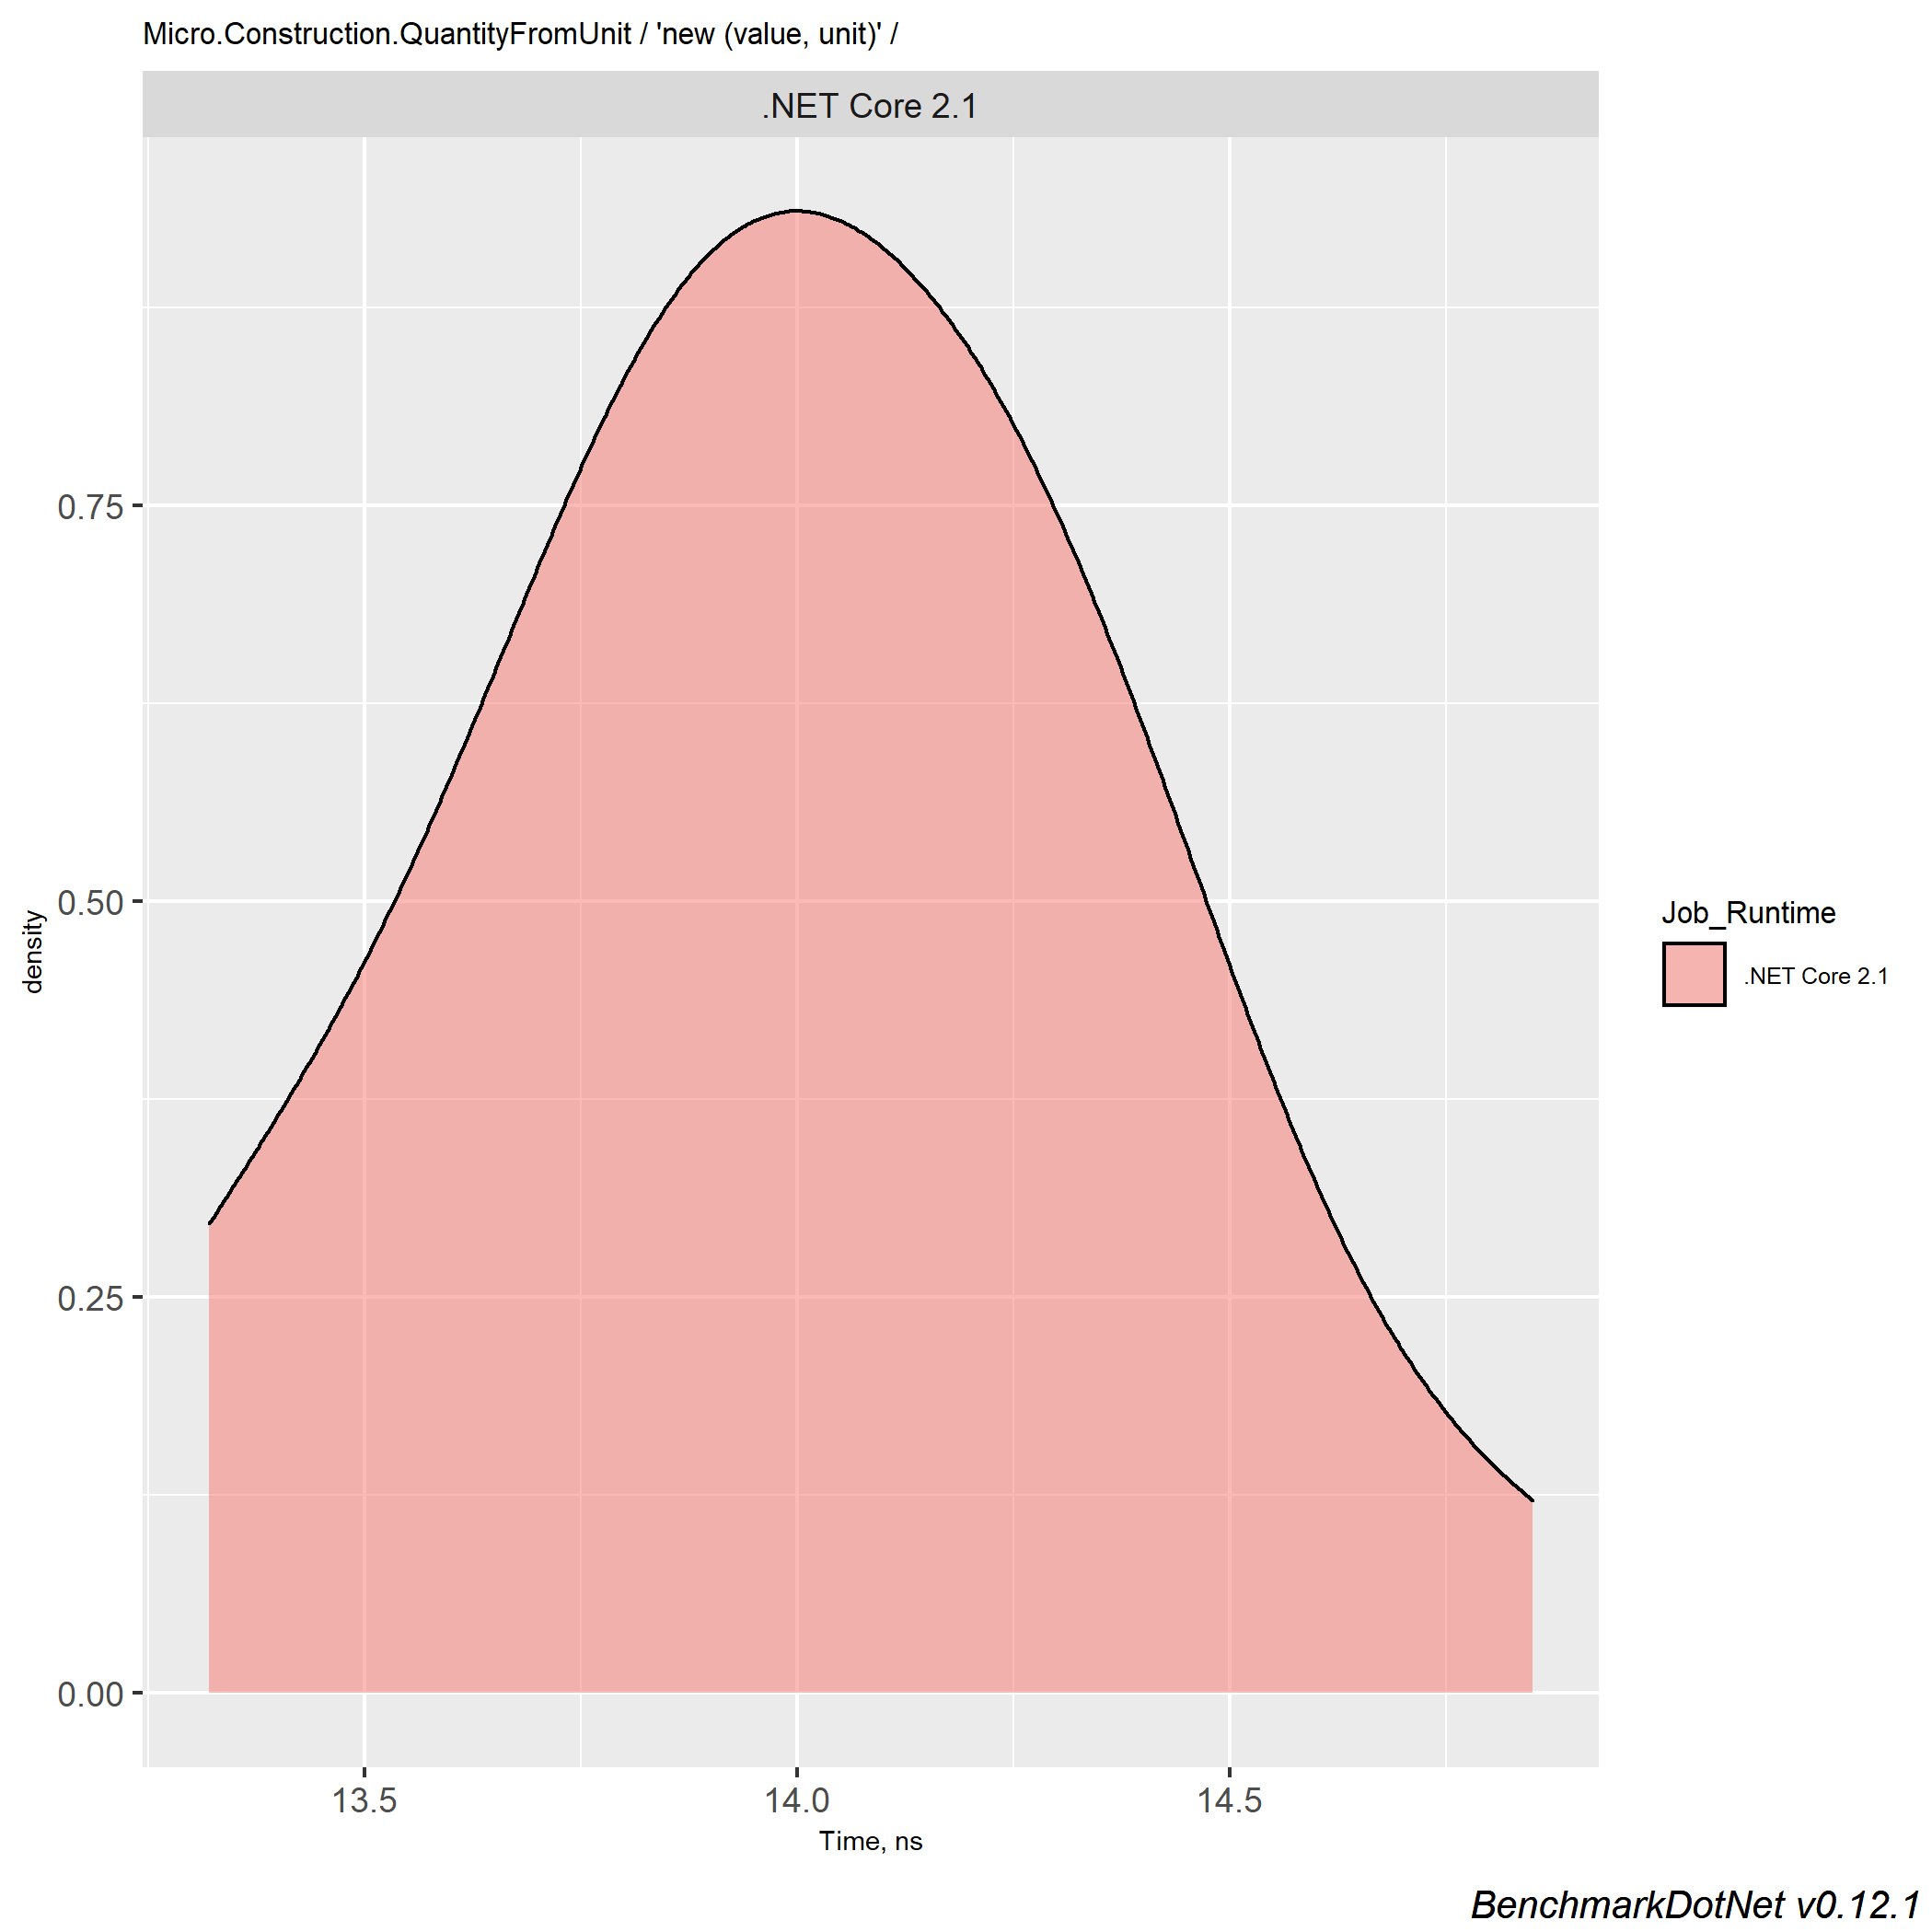 Micro.Construction.QuantityFromUnit / 'new (value, unit)' /
.NET Core 2.1
0.75
0.50
0.25
0.00
density
13.5 14.0 14.5
Time, ns
Job_Runtime
.NET Core 2.1
BenchmarkDotNet v0.12.1